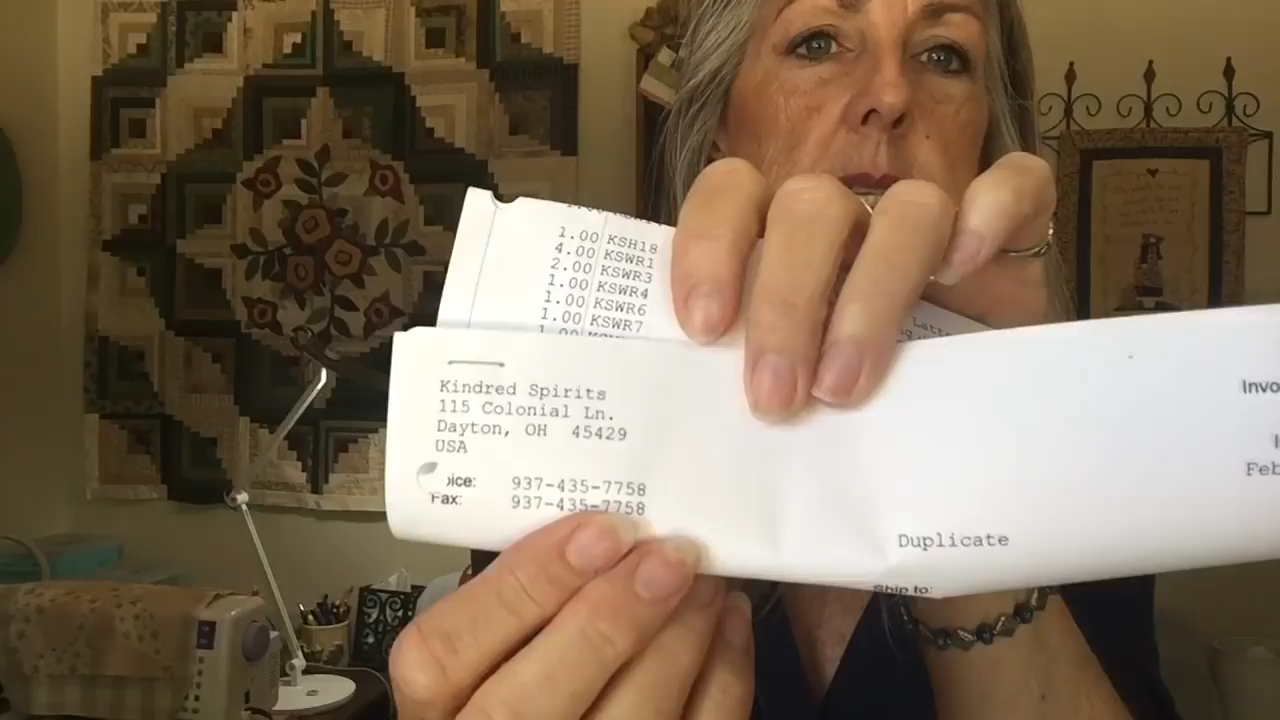 1.00 KSH18
4.00 KSWR1
2.00 KSWR3
1.00 KSWR4
1.00 KSWR6
1.00 KSWR7
Kindred Spirits
115 Colonial Ln.
Dayton, OH 45429
USA
Fax: 937-435-7758
937-435-7758
Duplicate
Ship to:
Invo
Feb